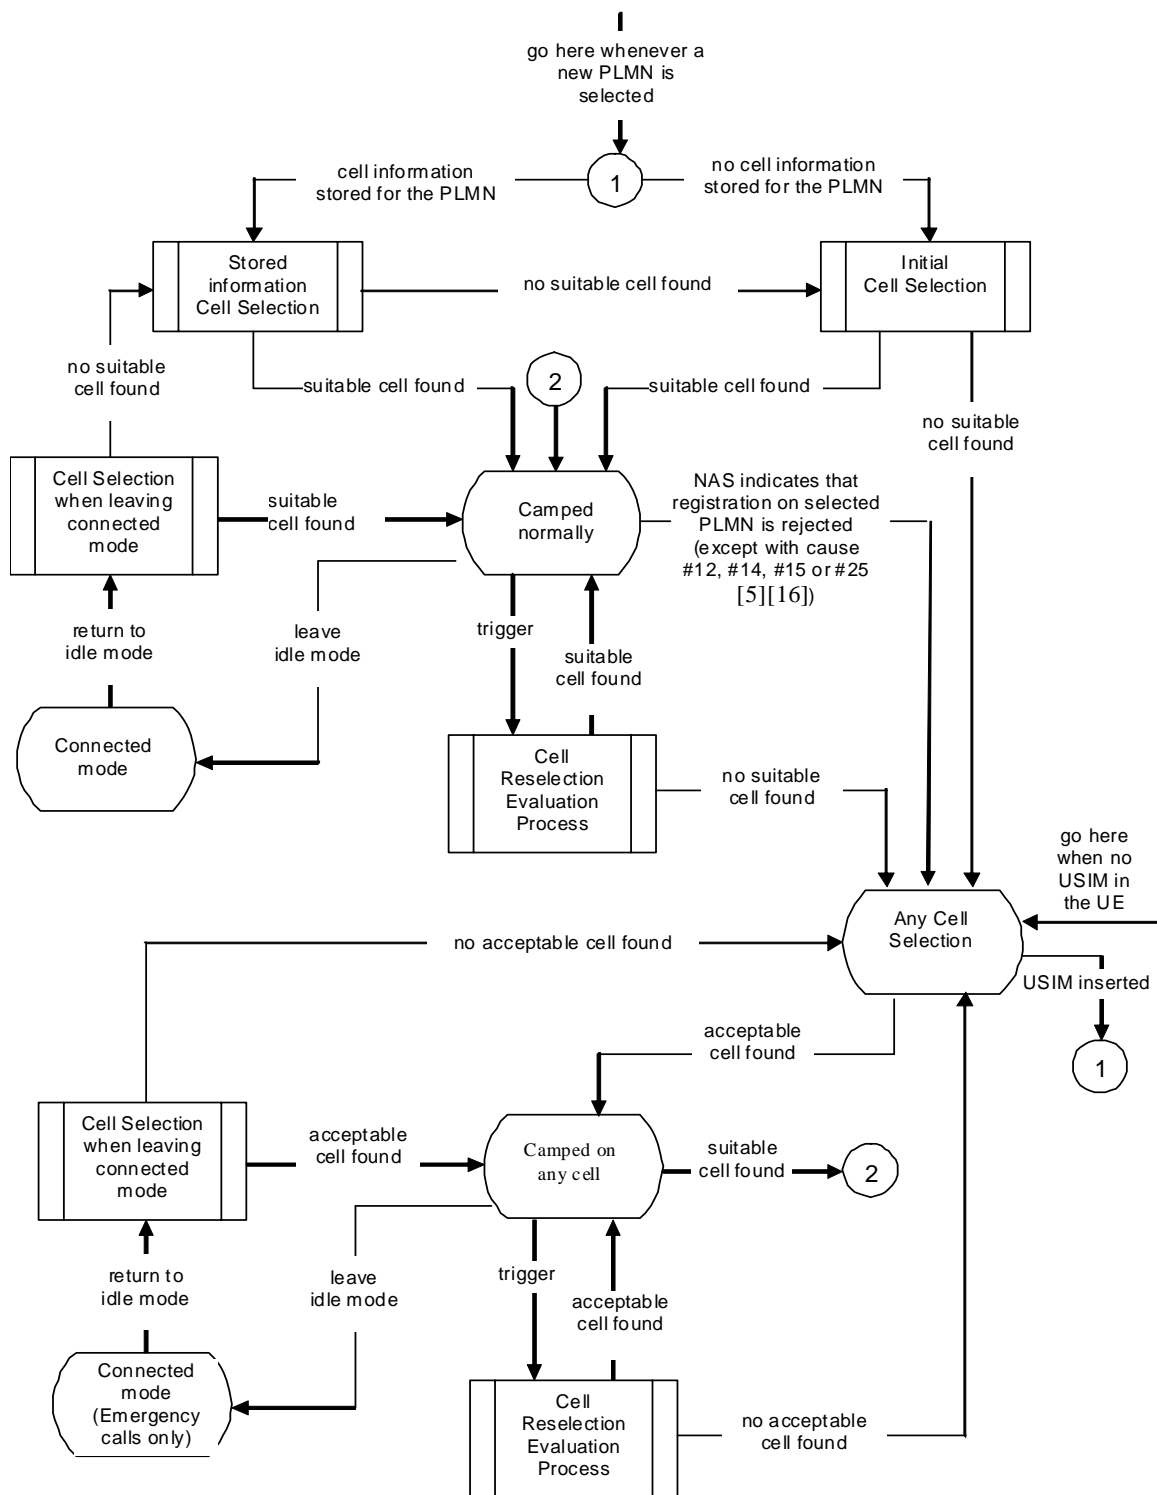 go here whenever a
new PLMN is
selected
1
cell information
stored for the PLMN
no cell information
stored for the PLMN
Stored
information
Cell Selection
no suitable cell found
Initial
Cell Selection
no suitable
cell found
suitable cell found
2
suitable cell found
no suitable
cell found
Cell Selection
when leaving
connected
mode
suitable
cell found
Camped
normally
NAS indicates that
registration on selected
PLMN is rejected
(except with cause
#12, #14, #15 or #25
[5][16])
return to
idle mode
leave
idle mode
trigger
suitable
cell found
Connected
mode
Cell
Reselection
Evaluation
Process
no suitable
cell found
go here
when no
USIM in
the UE
Any Cell
Selection
no acceptable cell found
USIM inserted
1
acceptable
cell found
Cell Selection
when leaving
connected
mode
acceptable
cell found
Camped on
any cell
suitable
cell found
2
return to
idle mode
leave
idle mode
trigger
acceptable
cell found
Connected
mode
(Emergency
calls only)
Cell
Reselection
Evaluation
Process
no acceptable
cell found